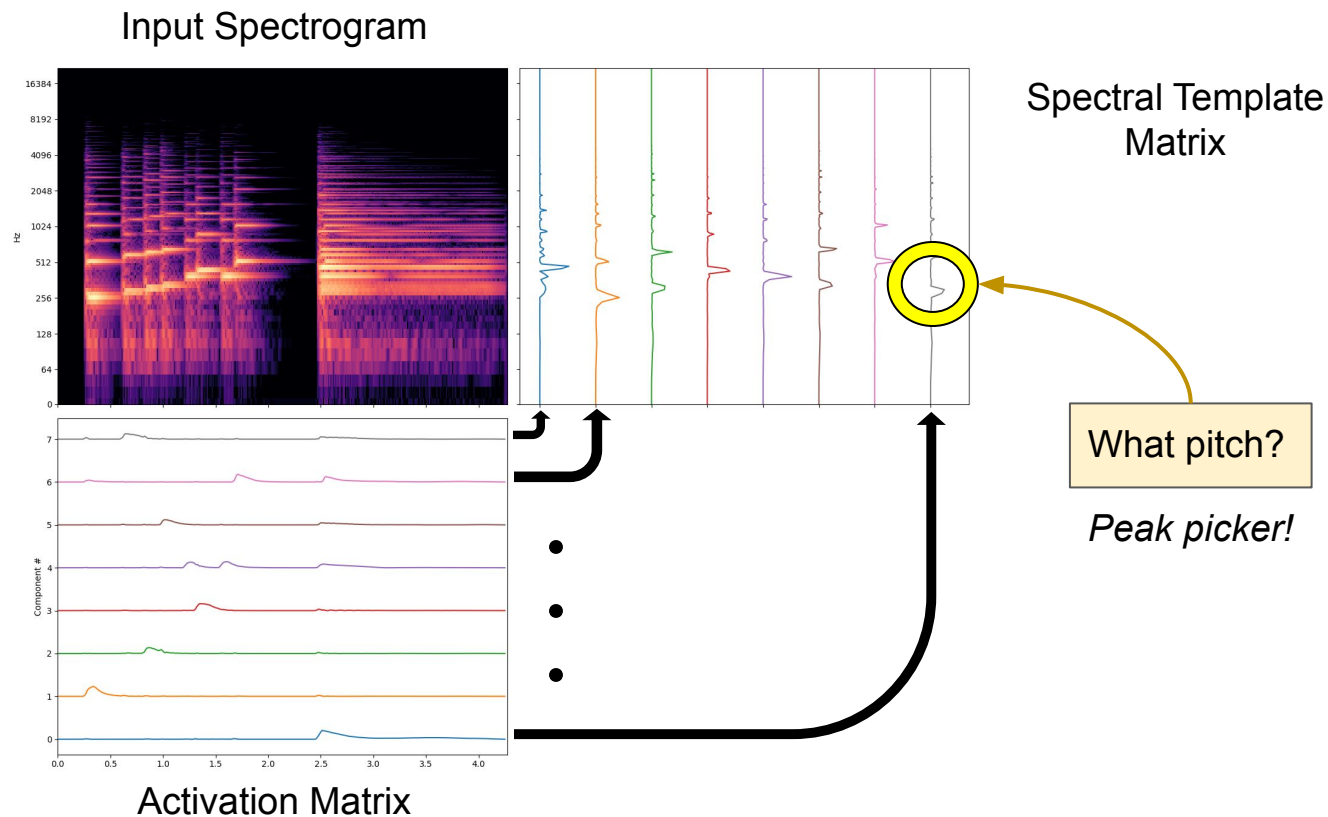 Input Spectrogram
16384
8192
4096
2048
1024
512
256
128
64
0
Hz
Spectral Template
Matrix
What pitch?
Peak picker!
7
6
5
4
3
2
1
0
Component #
0.0 0.5 1.0 1.5 2.0 2.5 3.0 3.5 4.0
Activation Matrix